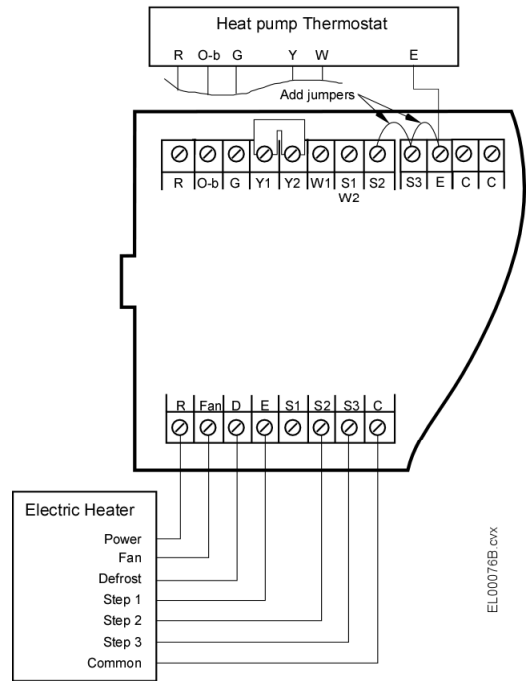 Heat pump Thermostat
R O-b G Y W E
Add jumpers
R O-b G Y1 Y2 W1 S1 S2 S3 E C C
W2
R Fan D E S1 S2 S3 C
Electric Heater
Power
Fan
Defrost
Step 1
Step 2
Step 3
Common
EL00076B.cvx